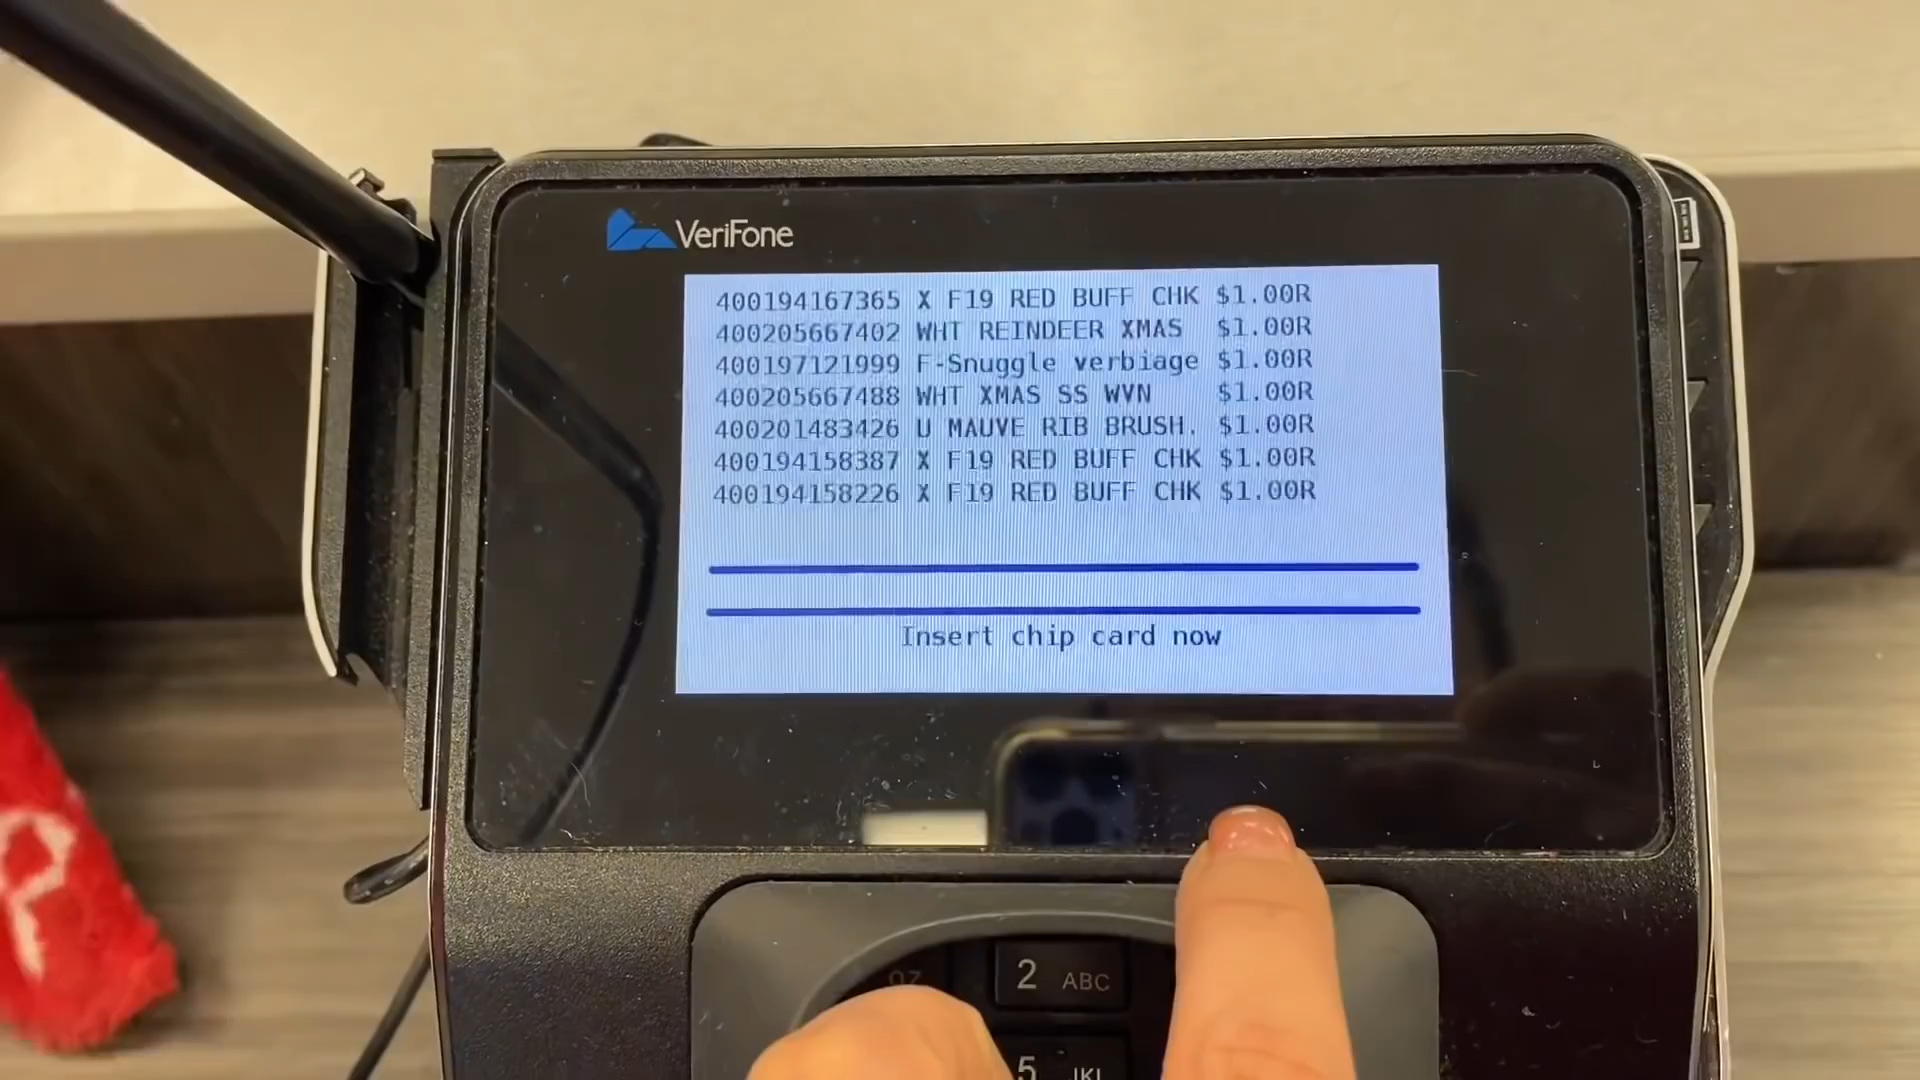 VeriFone
400194167365 X F19 RED BUFF CHK $1.00R
400205667402 WHT REINDEER XMAS $1.00R
400197121999 F-Snuggle verbiage $1.00R
400205667488 WHT XMAS SS WVN $1.00R
400201483426 U MAUVE RIB BRUSH. $1.00R
400194158387 X F19 RED BUFF CHK $1.00R
400194158226 X F19 RED BUFF CHK $1.00R
Insert chip card now
QZ 2 ABC
5 JKL